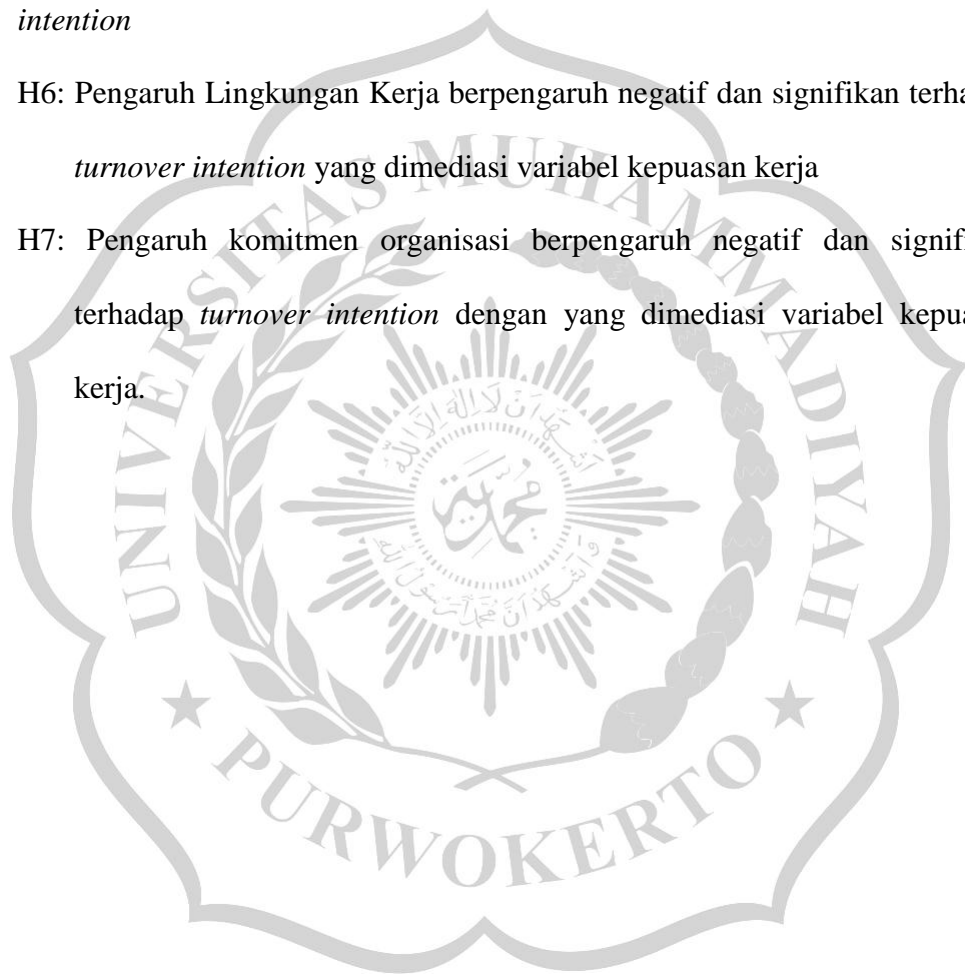 intention
H6: Pengaruh Lingkungan Kerja berpengaruh negatif dan signifikan terha
turnover intention yang dimediasi variabel kepuasan kerja
H7: Pengaruh komitmen organisasi berpengaruh negatif dan signifi
terhadap turnover intention dengan yang dimediasi variabel kepua
kerja.
UNIVERSITAS MUHAMMADIYAH
PURWOKERTO